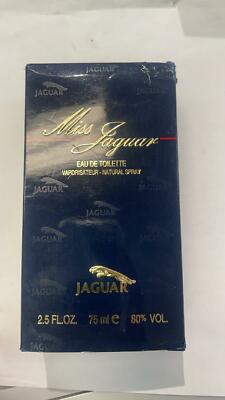 JAGUAR
Miss Jaguar
EAU DE TOILETTE
VAPORISATEUR - NATURAL SPRAY
JAGUAR
JAGUAR
JAGUAR
2.5 FL.OZ. 75 ml e 80% VOL.